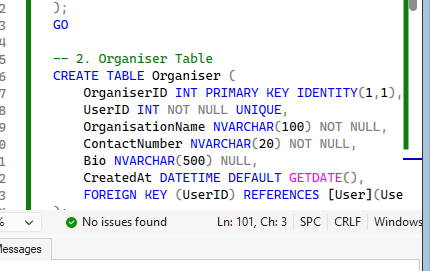 );
GO
-- 2. Organiser Table
CREATE TABLE Organiser (
OrganiserID INT PRIMARY KEY IDENTITY(1,1),
UserID INT NOT NULL UNIQUE,
OrganisationName NVARCHAR(100) NOT NULL,
ContactNumber NVARCHAR(20) NOT NULL,
Bio NVARCHAR(500) NULL,
CreatedAt DATETIME DEFAULT GETDATE(),
FOREIGN KEY (UserID) REFERENCES [User](Use
);
% No issues found Ln: 101, Ch: 3 SPC CRLF Windows
Messages